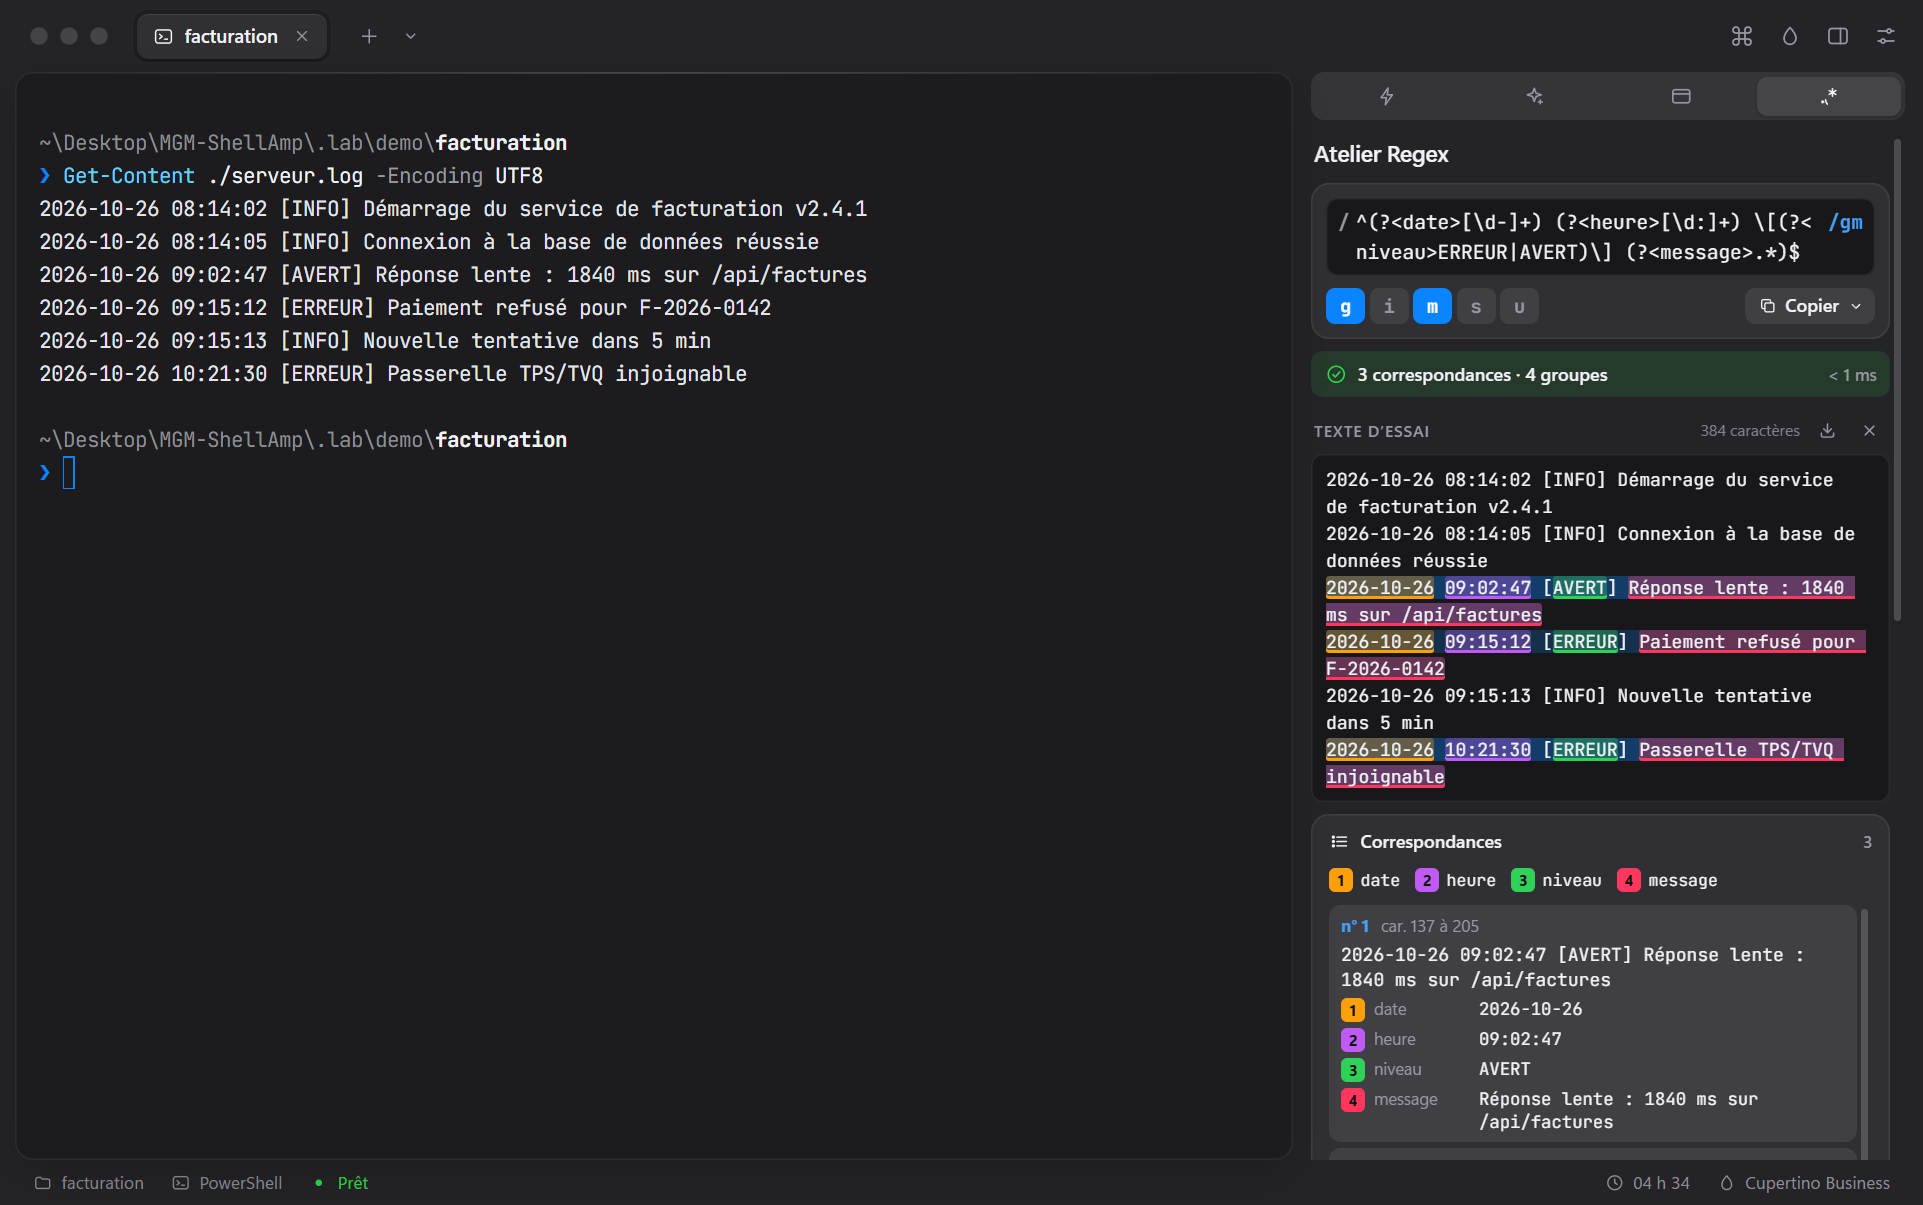 facturation
~\Desktop\MGM-ShellAmp\.lab\demo\facturation
❯ Get-Content ./serveur.log -Encoding UTF8
2026-10-26 08:14:02 [INFO] Démarrage du service de facturation v2.4.1
2026-10-26 08:14:05 [INFO] Connexion à la base de données réussie
2026-10-26 09:02:47 [AVERT] Réponse lente : 1840 ms sur /api/factures
2026-10-26 09:15:12 [ERREUR] Paiement refusé pour F-2026-0142
2026-10-26 09:15:13 [INFO] Nouvelle tentative dans 5 min
2026-10-26 10:21:30 [ERREUR] Passerelle TPS/TVQ injoignable
~\Desktop\MGM-ShellAmp\.lab\demo\facturation
❯
.*
Atelier Regex
/ ^(?<date>[\d-]+) (?<heure>[\d:]+) \[(?< /gm
niveau>ERREUR|AVERT)\] (?<message>.*)$
g i m s u Copier
3 correspondances · 4 groupes < 1 ms
TEXTE D’ESSAI 384 caractères
2026-10-26 08:14:02 [INFO] Démarrage du service
de facturation v2.4.1
2026-10-26 08:14:05 [INFO] Connexion à la base de
données réussie
2026-10-26 09:02:47 [AVERT] Réponse lente : 1840
ms sur /api/factures
2026-10-26 09:15:12 [ERREUR] Paiement refusé pour
F-2026-0142
2026-10-26 09:15:13 [INFO] Nouvelle tentative
dans 5 min
2026-10-26 10:21:30 [ERREUR] Passerelle TPS/TVQ
injoignable
Correspondances 3
1 date 2 heure 3 niveau 4 message
n° 1 car. 137 à 205
2026-10-26 09:02:47 [AVERT] Réponse lente :
1840 ms sur /api/factures
1 date 2026-10-26
2 heure 09:02:47
3 niveau AVERT
4 message Réponse lente : 1840 ms sur
/api/factures
facturation PowerShell Prêt 04 h 34 Cupertino Business